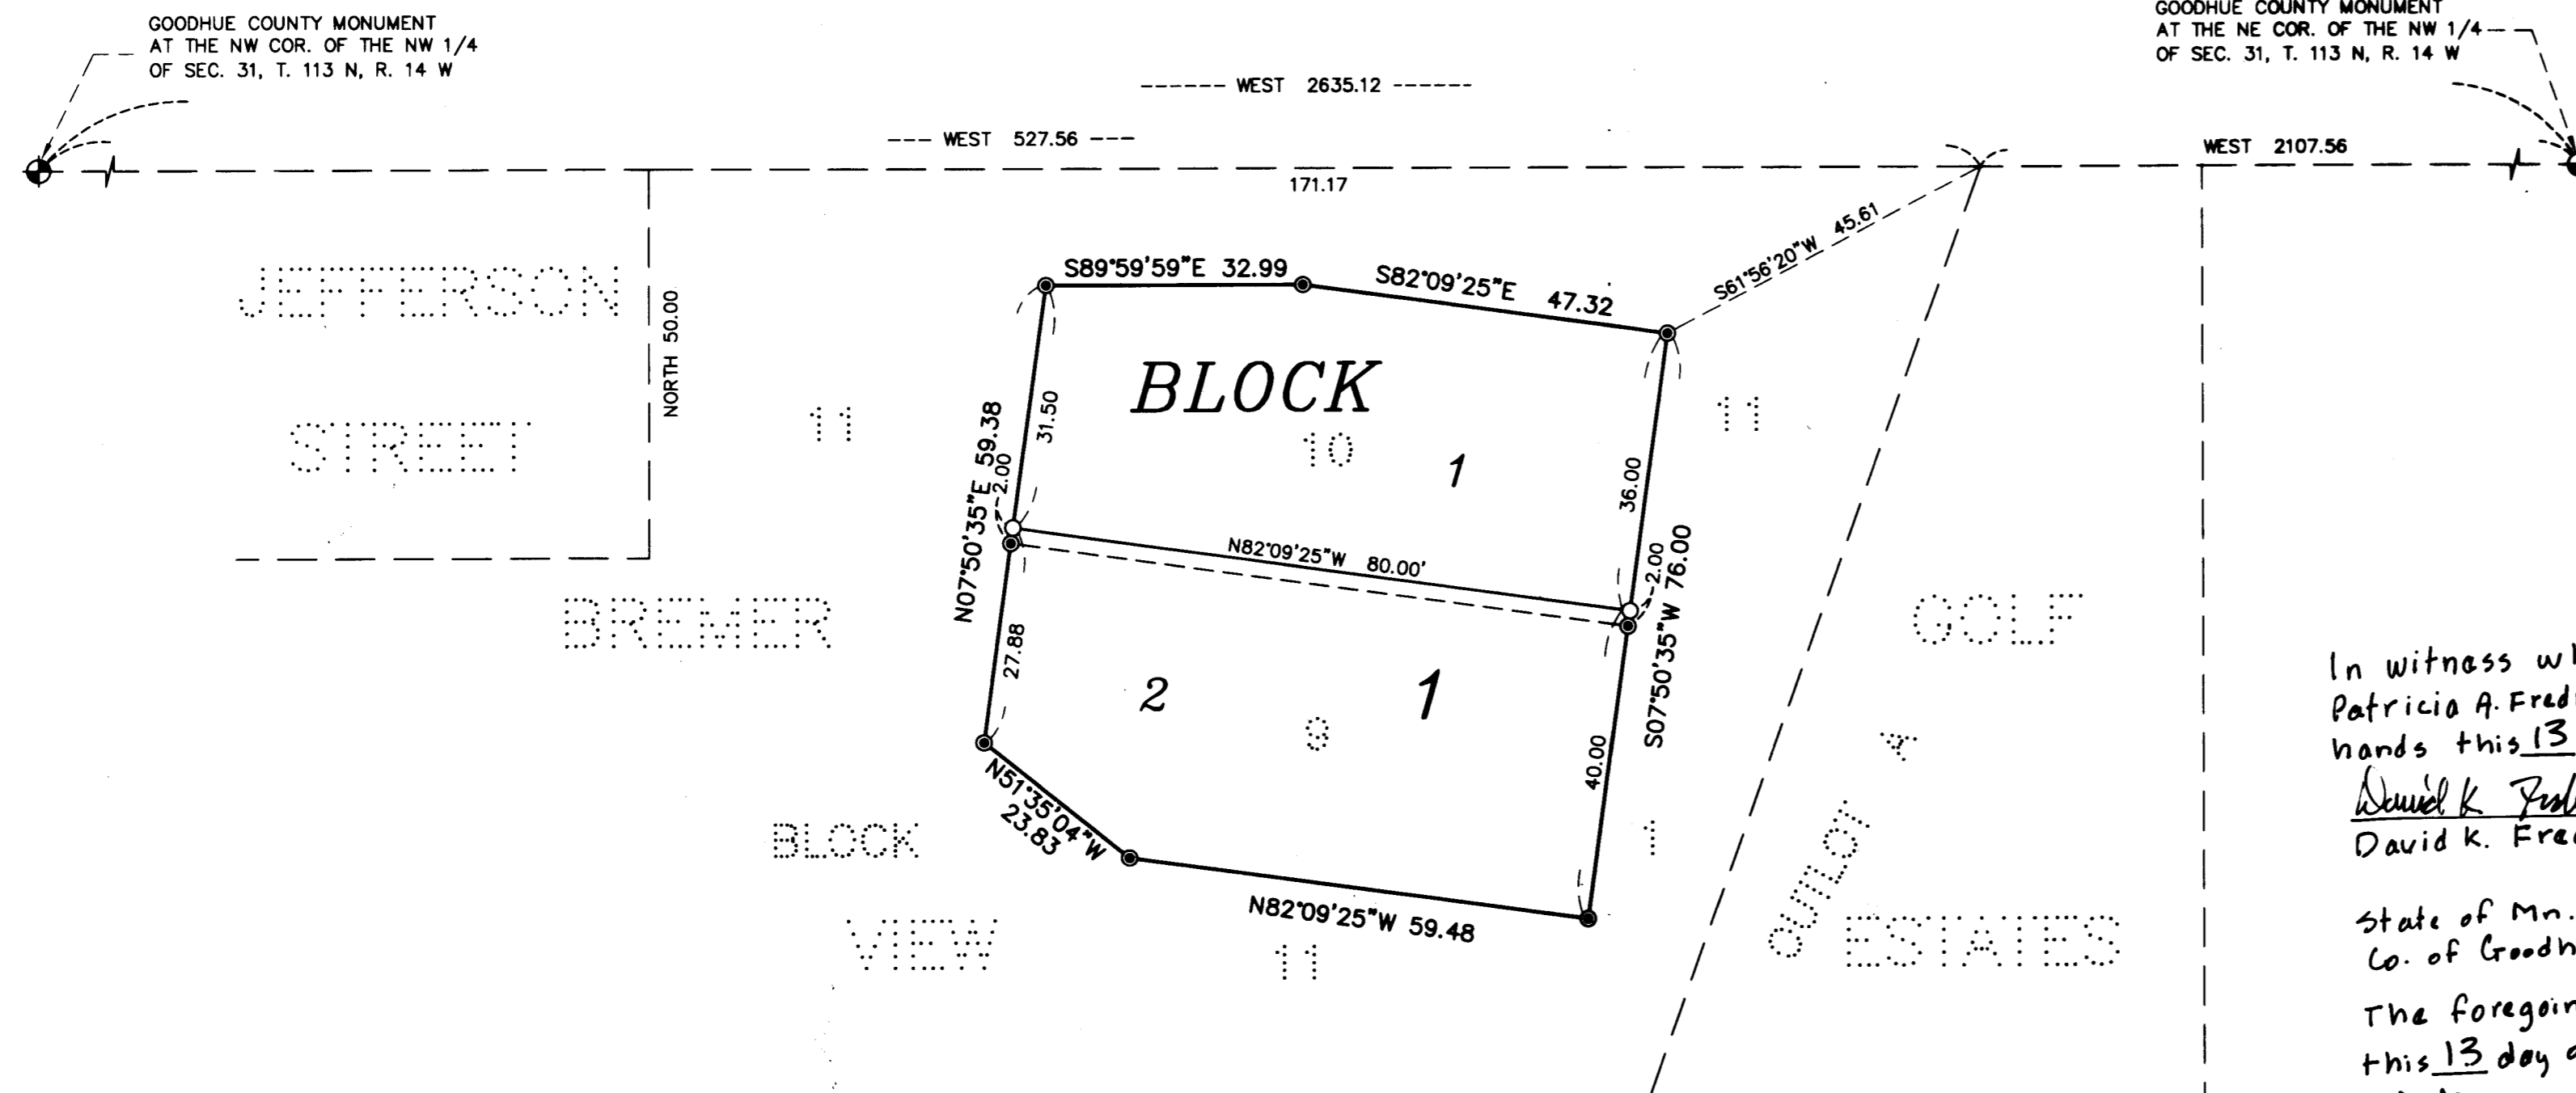 GOODHUE COUNTY MONUMENT
AT THE NW COR. OF THE NW 1/4
OF SEC. 31, T. 113 N, R. 14 W
GOODHUE COUNTY MONUMENT
AT THE NE COR. OF THE NW 1/4
OF SEC. 31, T. 113 N, R. 14 W
WEST 2635.12
WEST 527.56
WEST 2107.56
171.17
S61°56'20"W 45.61
S89°59'59"E 32.99
S82°09'25"E 47.32
JEFFERSON
STREET
NORTH 50.00
11
BLOCK
10
1
11
31.50
N07°50'35"E 59.38
2.00
36.00
N82°09'25"W 80.00'
2.00
S07°50'35"W 76.00
BREMER
GOLF
27.88
2
1
9
40.00
N51°35'04"W
23.83
BLOCK
1
A
OUTLOT
N82°09'25"W 59.48
VIEW
11
ESTATES
In witness
Patricia A. Fred
hands this 13
David K
David K. Fre
State of Mn.
Co. of Goodh
The foregoin
this 13 day